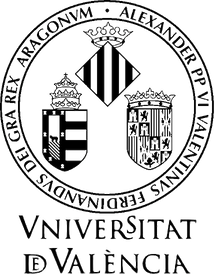 · ALEXANDER PP VI VALENTINVS FERDINANDVS DEI GRA REX ARAGONVM
VNIVERSITAT
DE VALÈNCIA